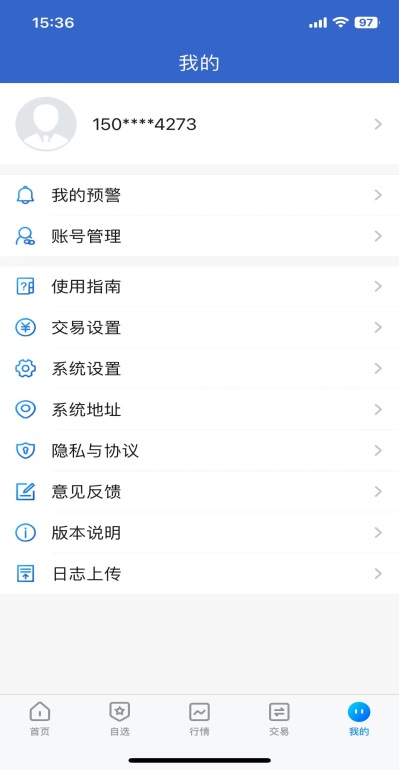 15:36
97
我的
150****4273
我的预警
账号管理
使用指南
交易设置
系统设置
系统地址
隐私与协议
意见反馈
版本说明
日志上传
首页
自选
行情
交易
我的